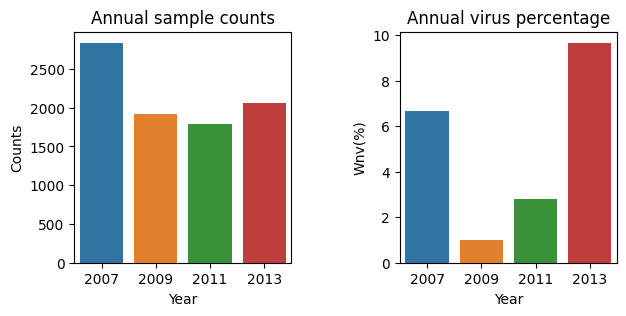 Annual sample counts
Counts
2500
2000
1500
1000
500
0
2007 2009 2011 2013
Year
Annual virus percentage
Wnv(%)
10
8
6
4
2
0
2007 2009 2011 2013
Year